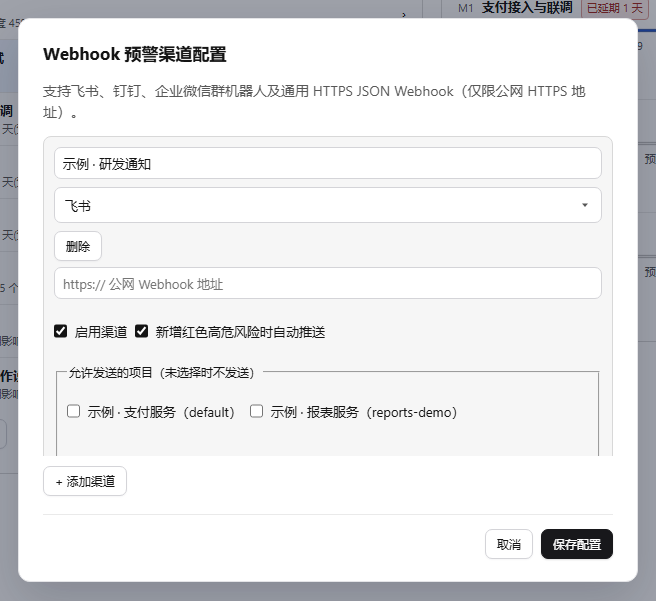 M1 支付接入与联调 已延期 1 天
Webhook 预警渠道配置
支持飞书、钉钉、企业微信群机器人及通用 HTTPS JSON Webhook（仅限公网 HTTPS 地
址）。
示例 · 研发通知
飞书
删除
https:// 公网 Webhook 地址
启用渠道 新增红色高危风险时自动推送
允许发送的项目（未选择时不发送）
示例 · 支付服务（default） 示例 · 报表服务（reports-demo）
+ 添加渠道
取消 保存配置